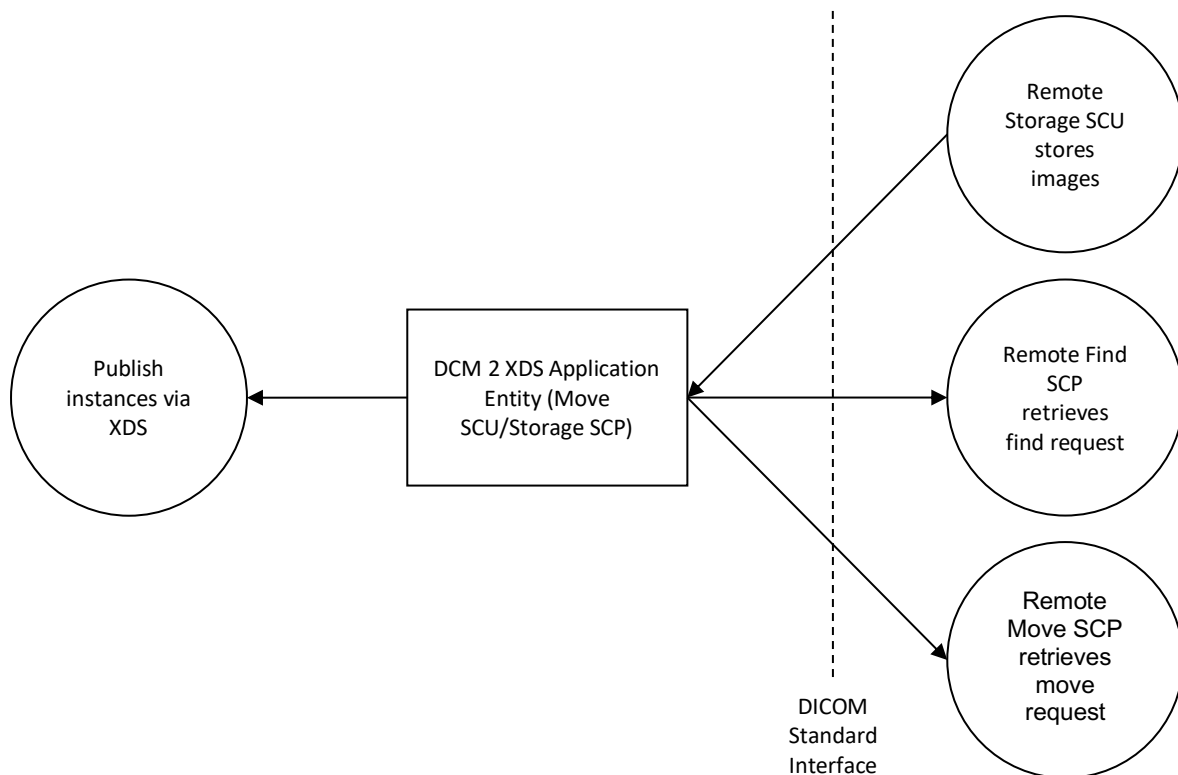 Remote
Storage SCU
stores
images
Publish
instances via
XDS
DCM 2 XDS Application
Entity (Move
SCU/Storage SCP)
Remote Find
SCP
retrieves
find request
Remote
Move SCP
retrieves
move
request
DICOM
Standard
Interface